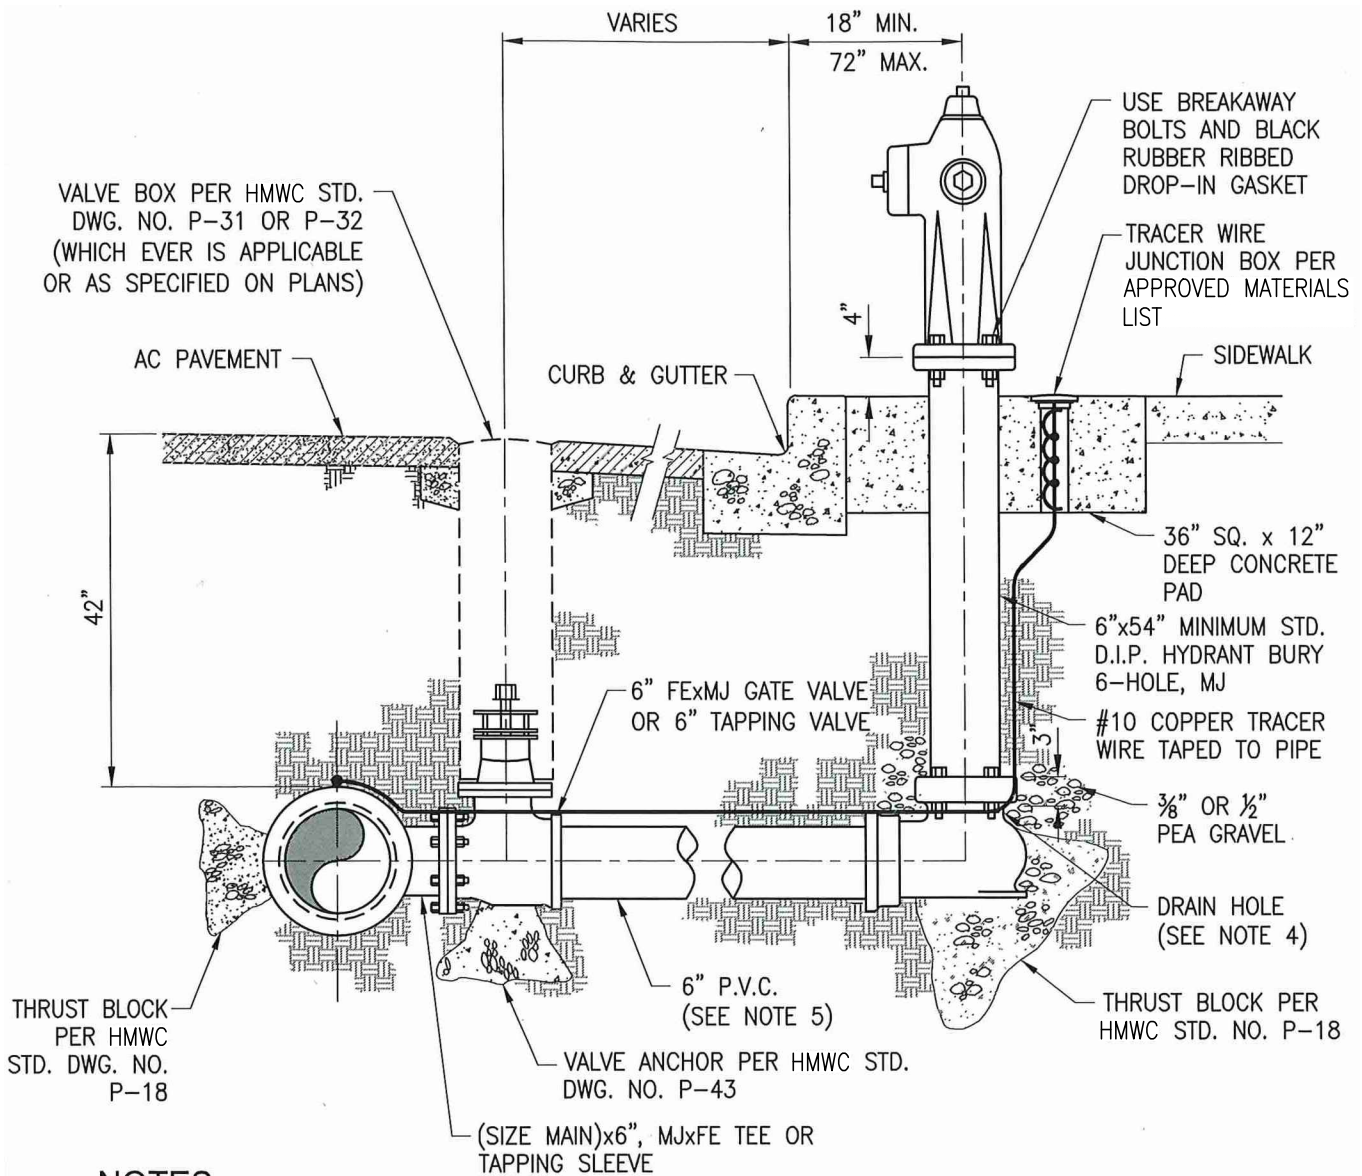 VARIES
18" MIN.
72" MAX.
USE BREAKAWAY
BOLTS AND BLACK
RUBBER RIBBED
DROP-IN GASKET
VALVE BOX PER HMWC STD.
DWG. NO. P-31 OR P-32
(WHICH EVER IS APPLICABLE
OR AS SPECIFIED ON PLANS)
TRACER WIRE
JUNCTION BOX PER
APPROVED MATERIALS
LIST
4"
AC PAVEMENT
CURB & GUTTER
SIDEWALK
42"
36" SQ. x 12"
DEEP CONCRETE
PAD
6"x54" MINIMUM STD.
D.I.P. HYDRANT BURY
6-HOLE, MJ
6" FExMJ GATE VALVE
OR 6" TAPPING VALVE
#10 COPPER TRACER
WIRE TAPED TO PIPE
3"
⅜" OR ½"
PEA GRAVEL
DRAIN HOLE
(SEE NOTE 4)
6" P.V.C.
(SEE NOTE 5)
THRUST BLOCK PER
HMWC STD. NO. P-18
THRUST BLOCK
PER HMWC
STD. DWG. NO.
P-18
VALVE ANCHOR PER HMWC STD.
DWG. NO. P-43
(SIZE MAIN)x6", MJxFE TEE OR
TAPPING SLEEVE
NOTES